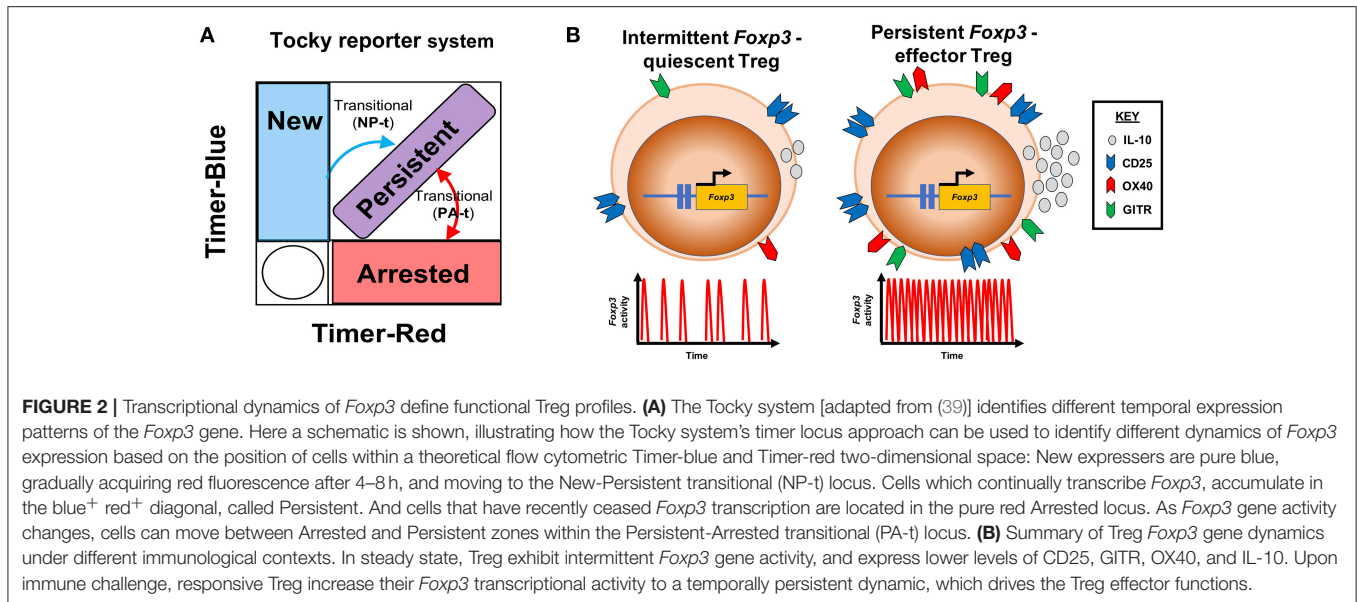 A
Tocky reporter system
Timer-Blue
New
Transitional
(NP-t)
Persistent
Transitional
(PA-t)
Arrested
Timer-Red
B
Intermittent Foxp3 -
quiescent Treg
Foxp3
Foxp3
activity
Time
Persistent Foxp3 -
effector Treg
Foxp3
Foxp3
activity
Time
KEY
IL-10
CD25
OX40
GITR
FIGURE 2 | Transcriptional dynamics of Foxp3 define functional Treg profiles. (A) The Tocky system [adapted from (39)] identifies different temporal expression
patterns of the Foxp3 gene. Here a schematic is shown, illustrating how the Tocky system's timer locus approach can be used to identify different dynamics of Foxp3
expression based on the position of cells within a theoretical flow cytometric Timer-blue and Timer-red two-dimensional space: New expressers are pure blue,
gradually acquiring red fluorescence after 4–8 h, and moving to the New-Persistent transitional (NP-t) locus. Cells which continually transcribe Foxp3, accumulate in
the blue⁺ red⁺ diagonal, called Persistent. And cells that have recently ceased Foxp3 transcription are located in the pure red Arrested locus. As Foxp3 gene activity
changes, cells can move between Arrested and Persistent zones within the Persistent-Arrested transitional (PA-t) locus. (B) Summary of Treg Foxp3 gene dynamics
under different immunological contexts. In steady state, Treg exhibit intermittent Foxp3 gene activity, and express lower levels of CD25, GITR, OX40, and IL-10. Upon
immune challenge, responsive Treg increase their Foxp3 transcriptional activity to a temporally persistent dynamic, which drives the Treg effector functions.